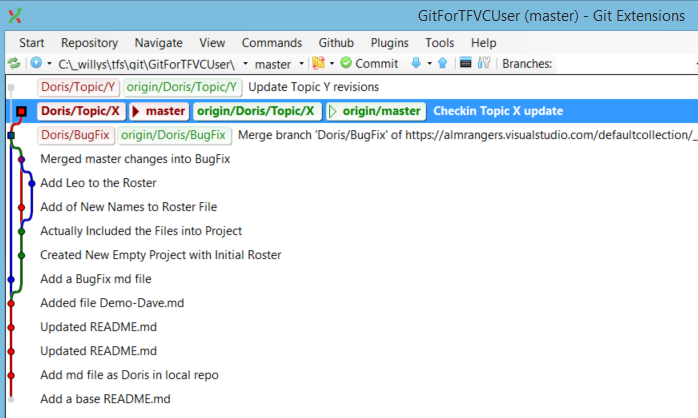 GitForTFVCUser (master) - Git Extensions
Start Repository Navigate View Commands Github Plugins Tools Help
C:\_willys\tfs\git\GitForTFVCUser\ master Commit Branches:
Doris/Topic/Y origin/Doris/Topic/Y Update Topic Y revisions
Doris/Topic/X master origin/Doris/Topic/X origin/master Checkin Topic X update
Doris/BugFix origin/Doris/BugFix Merge branch 'Doris/BugFix' of https://almrangers.visualstudio.com/defaultcollection/_
Merged master changes into BugFix
Add Leo to the Roster
Add of New Names to Roster File
Actually Included the Files into Project
Created New Empty Project with Initial Roster
Add a BugFix md file
Added file Demo-Dave.md
Updated README.md
Updated README.md
Add md file as Doris in local repo
Add a base README.md